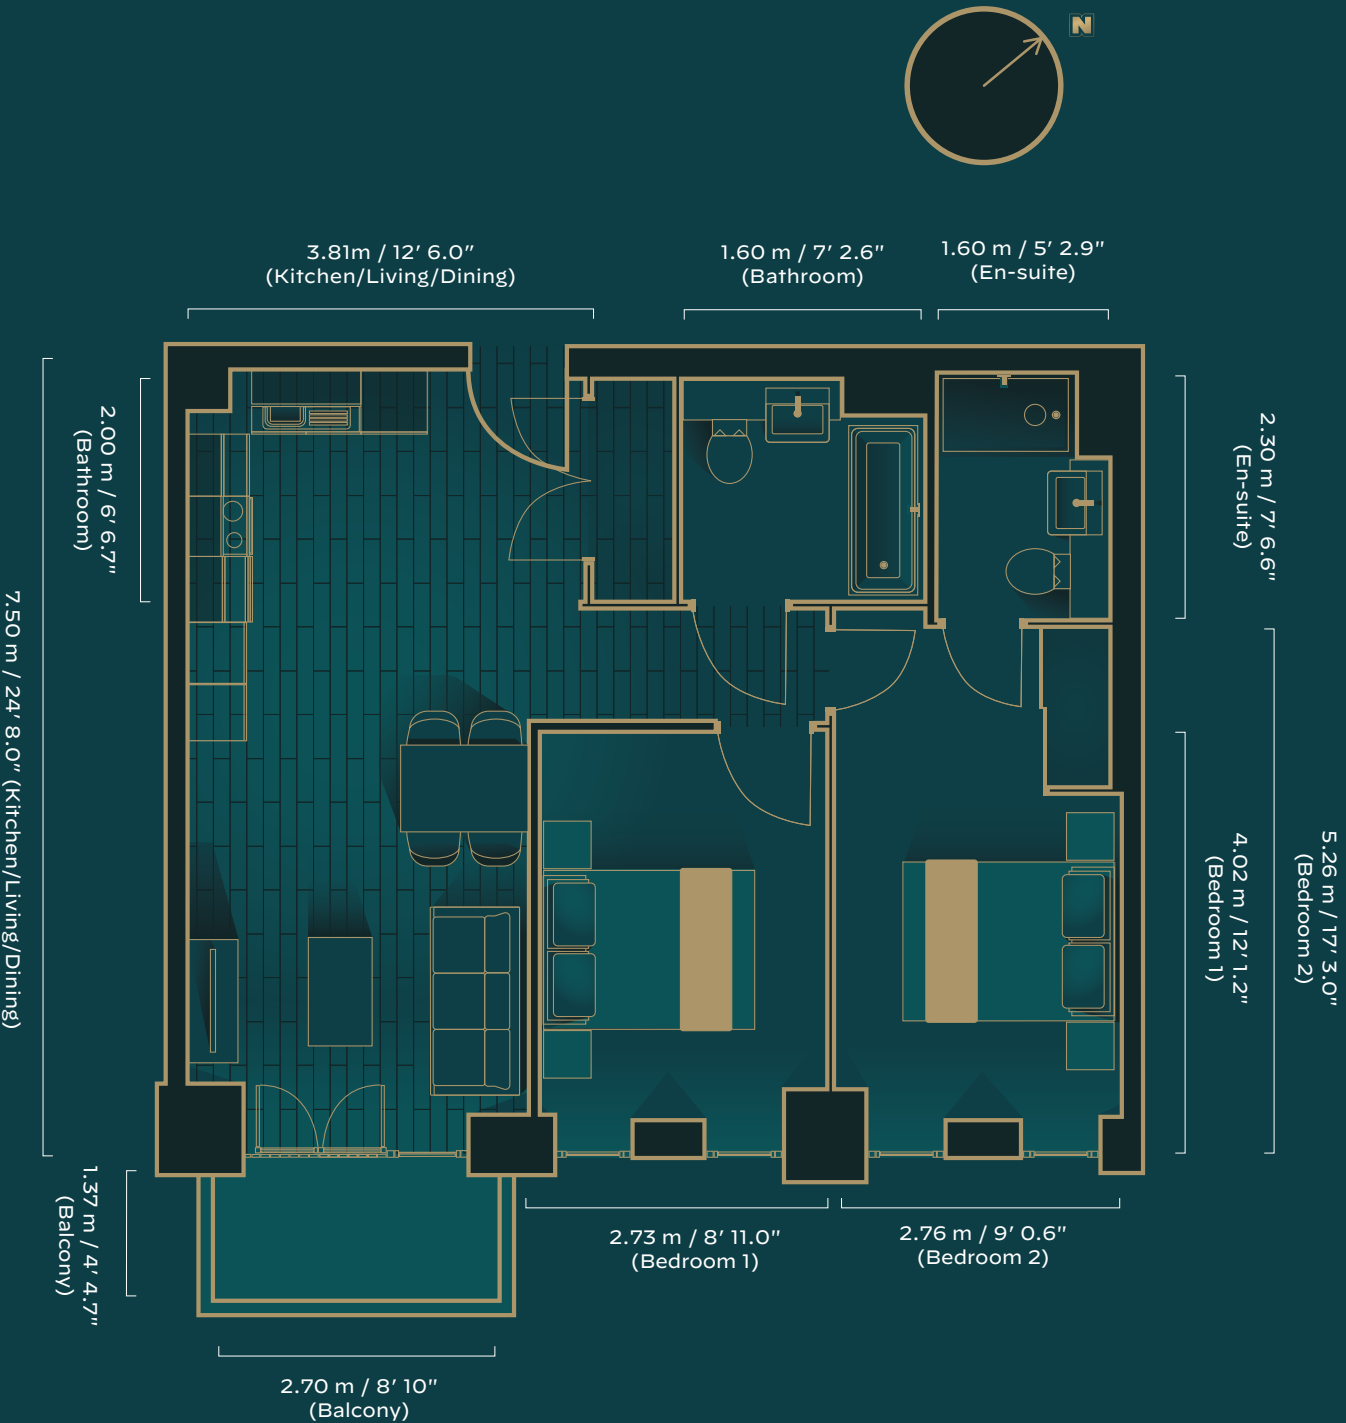 N
3.81m / 12′ 6.0″
(Kitchen/Living/Dining)
1.60 m / 7′ 2.6″
(Bathroom)
1.60 m / 5′ 2.9″
(En-suite)
2.00 m / 6′ 6.7″
(Bathroom)
2.30 m / 7′ 6.6″
(En-suite)
7.50 m / 24′ 8.0″ (Kitchen/Living/Dining)
4.02 m / 12′ 1.2″
(Bedroom 1)
5.26 m / 17′ 3.0″
(Bedroom 2)
1.37 m / 4′ 4.7″
(Balcony)
2.73 m / 8′ 11.0″
(Bedroom 1)
2.76 m / 9′ 0.6″
(Bedroom 2)
2.70 m / 8′ 10″
(Balcony)